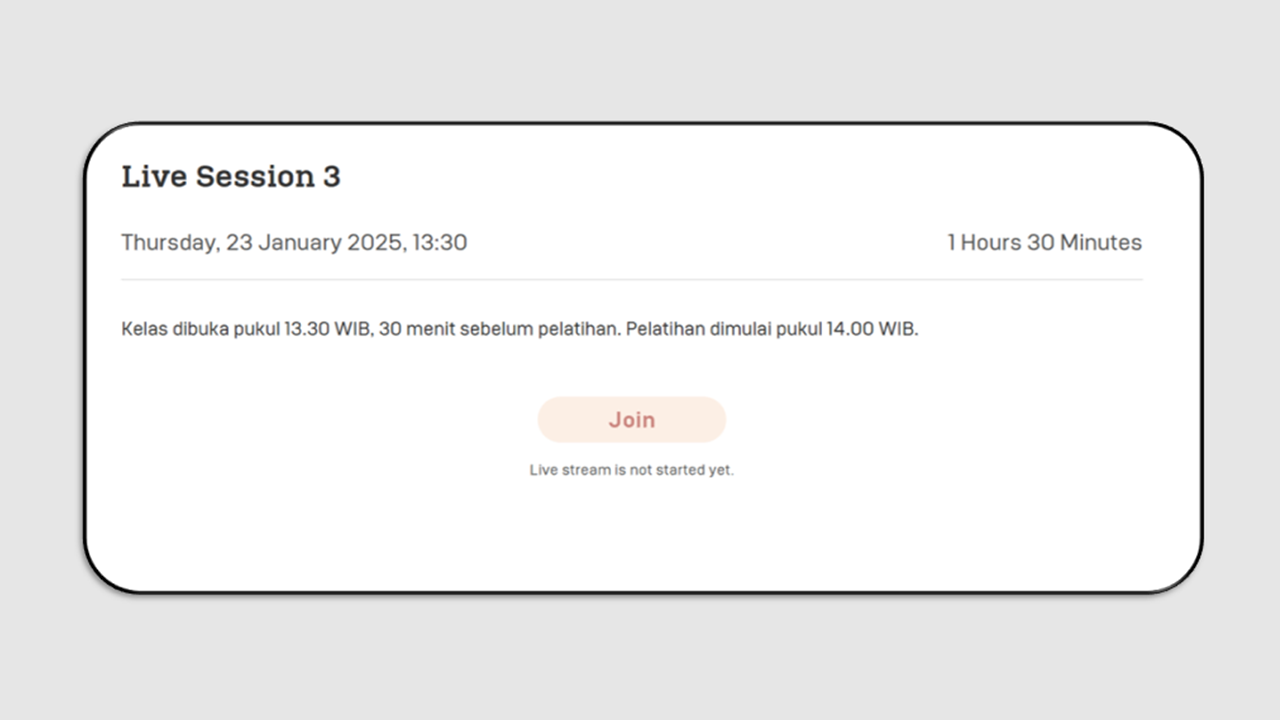 Live Session 3
Thursday, 23 January 2025, 13:30
1 Hours 30 Minutes
Kelas dibuka pukul 13.30 WIB, 30 menit sebelum pelatihan. Pelatihan dimulai pukul 14.00 WIB.
Join
Live stream is not started yet.